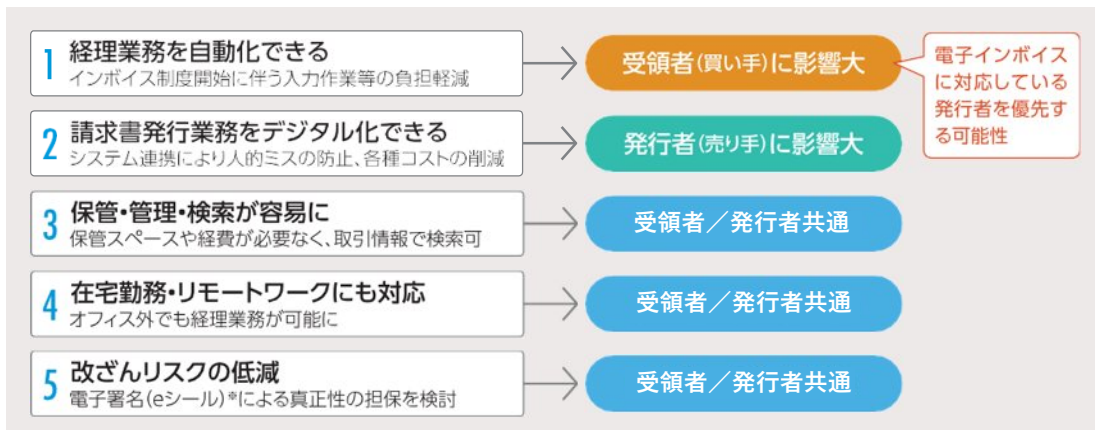 1 経理業務を自動化できる
インボイス制度開始に伴う入力作業等の負担軽減
受領者(買い手)に影響大
電子インボイス
に対応している
発行者を優先す
る可能性
2 請求書発行業務をデジタル化できる
システム連携により人的ミスの防止、各種コストの削減
発行者(売り手)に影響大
3 保管・管理・検索が容易に
保管スペースや経費が必要なく、取引情報で検索可
受領者／発行者共通
4 在宅勤務・リモートワークにも対応
オフィス外でも経理業務が可能に
受領者／発行者共通
5 改ざんリスクの低減
電子署名(eシール)*による真正性の担保を検討
受領者／発行者共通